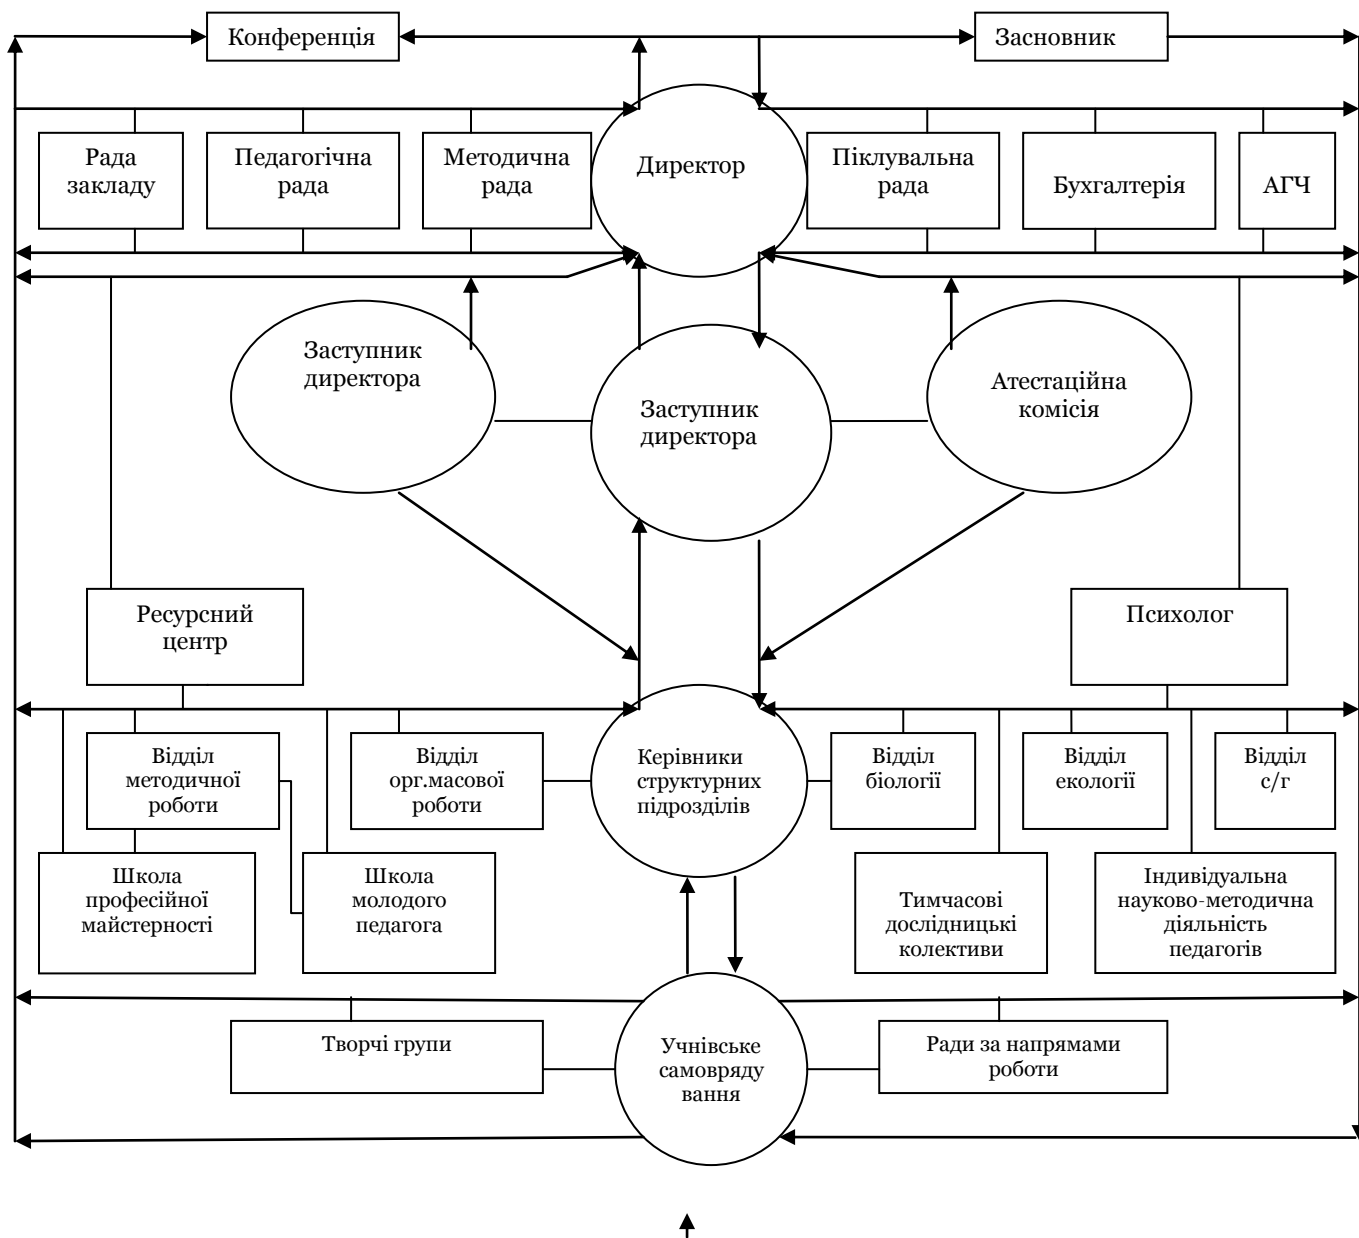 Конференція
Засновник
Рада
закладу
Педагогічна
рада
Методична
рада
Директор
Піклувальна
рада
Бухгалтерія
АГЧ
Заступник
директора
Заступник
директора
Атестаційна
комісія
Ресурсний
центр
Психолог
Відділ
методичної
роботи
Відділ
орг.масової
роботи
Керівники
структурних
підрозділів
Відділ
біології
Відділ
екології
Відділ
с/г
Школа
професійної
майстерності
Школа
молодого
педагога
Тимчасові
дослідницькі
колективи
Індивідуальна
науково-методична
діяльність
педагогів
Творчі групи
Учнівське
самовряду
вання
Ради за напрямами
роботи